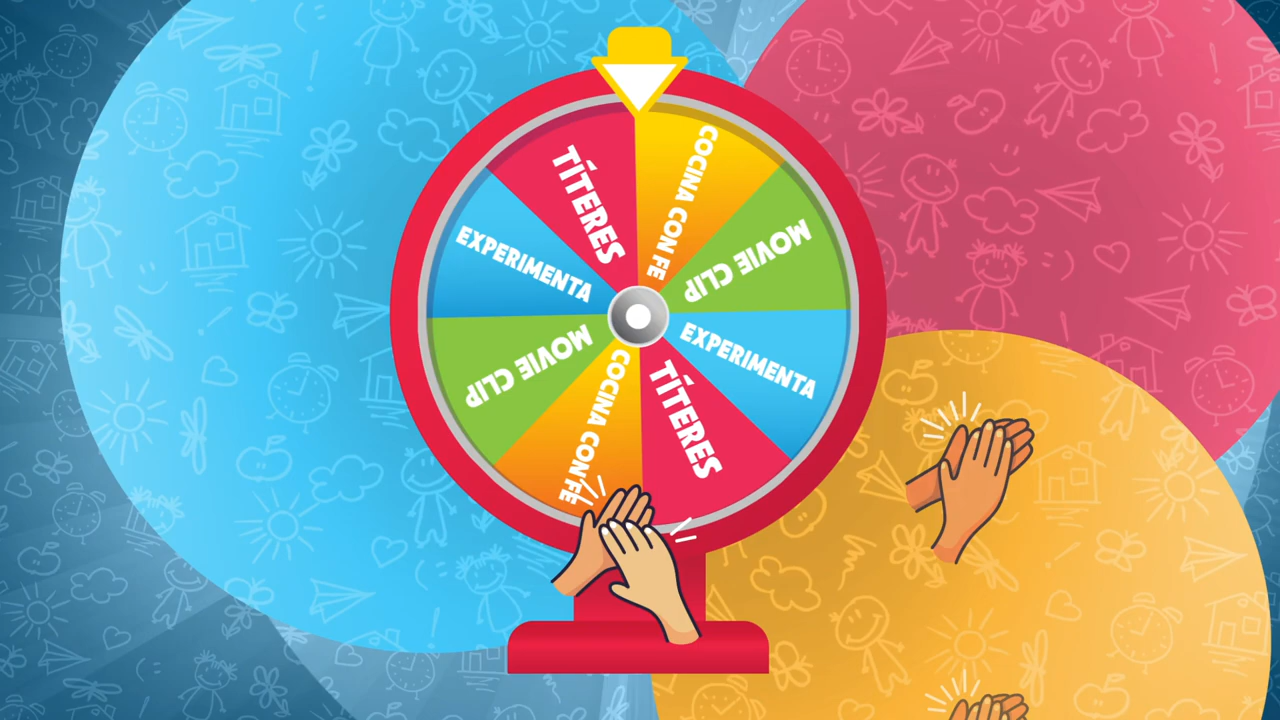 TÍTERES
COCINA CON FE
EXPERIMENTA
MOVIE CLIP
MOVIE CLIP
EXPERIMENTA
COCINA CON FE
TÍTERES